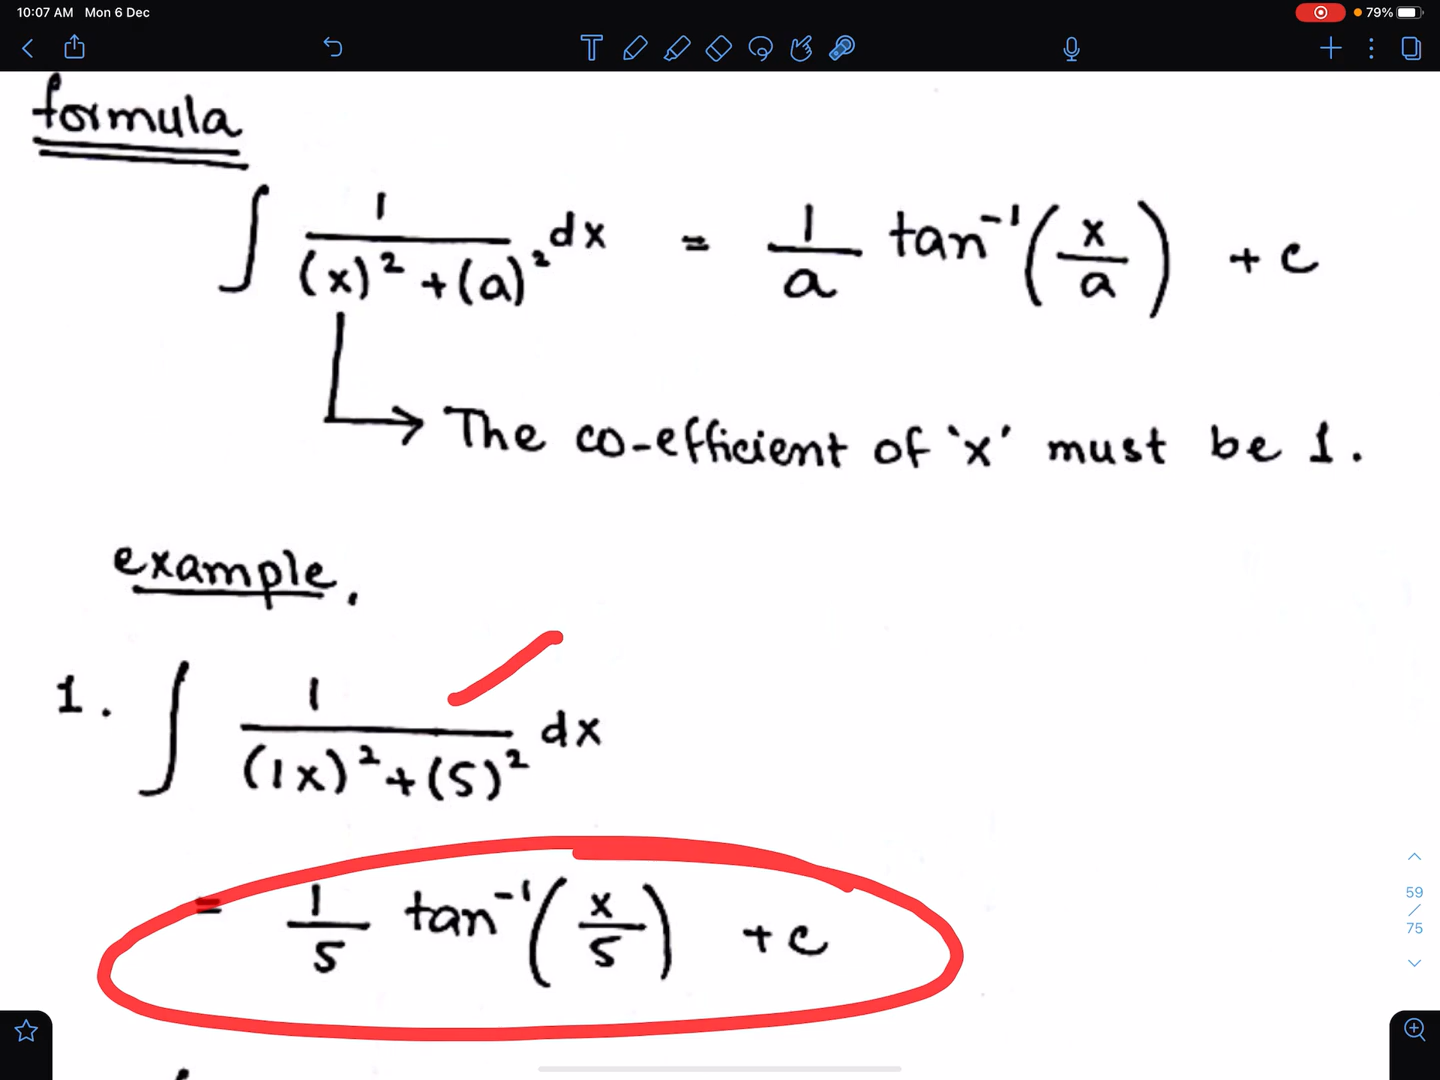 10:07 AM Mon 6 Dec 79%
T
formula
∫ 1/((x)² + (a)²) dx = 1/a tan⁻¹(x/a) + c
→ The co-efficient of 'x' must be 1.
example.
1. ∫ 1/((1x)² + (5)²) dx
= 1/5 tan⁻¹(x/5) + c
59
/
75